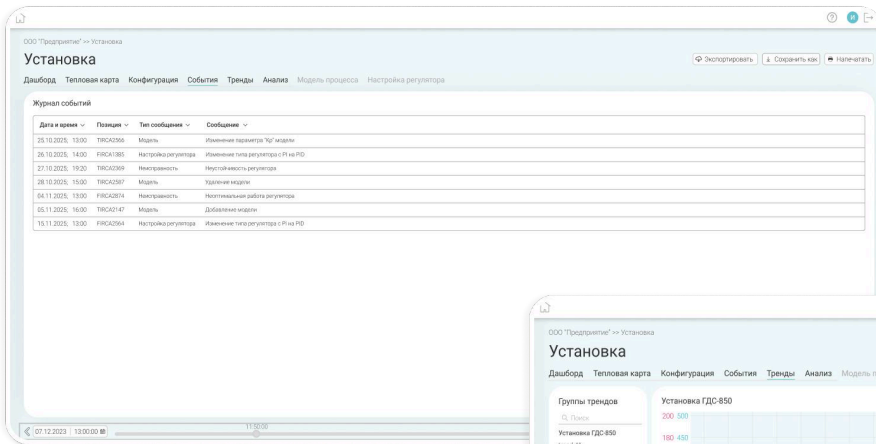 ООО "Предприятие" >> Установка
Установка
Экспортировать Сохранить как Напечатать
Дашборд Тепловая карта Конфигурация События Тренды Анализ Модель процесса Настройка регулятора
Журнал событий
Дата и время Позиция Тип сообщения Сообщение
25.10.2025, 13:00 TIRCA2566 Модель Изменение параметра "Кр" модели
26.10.2025, 14:00 FIRCA1385 Настройка регулятора Изменение типа регулятора с PI на PID
27.10.2025, 19:20 TIRCA2369 Неисправность Неустойчивость регулятора
28.10.2025, 15:00 TIRCA2587 Модель Удаление модели
04.11.2025, 13:00 FIRCA2874 Неисправность Неоптимальная работа регулятора
05.11.2025, 16:00 TIRCA2147 Модель Добавление модели
15.11.2025, 13:00 FIRCA2564 Настройка регулятора Изменение типа регулятора с PI на PID
07.12.2023 13:00:00
11:50:00
ООО "Предприятие" >> Установка
Установка
Дашборд Тепловая карта Конфигурация События Тренды Анализ
Группы трендов
Поиск
Установка ГДС-850
Установка ГДС-850
200 500
180 450